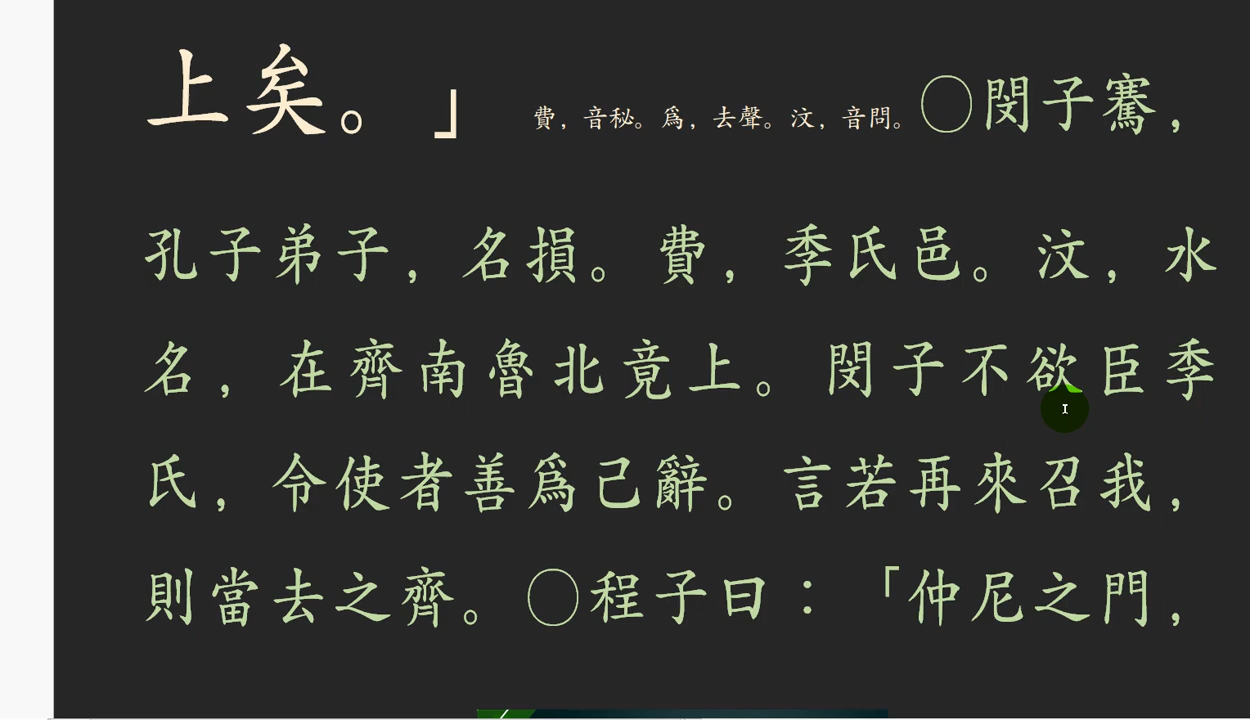 上矣。」 費，音秘。爲，去聲。汶，音問。○閔子騫，
孔子弟子，名損。費，季氏邑。汶，水
名，在齊南魯北竟上。閔子不欲臣季
氏，令使者善爲己辭。言若再來召我，
則當去之齊。○程子曰：「仲尼之門，